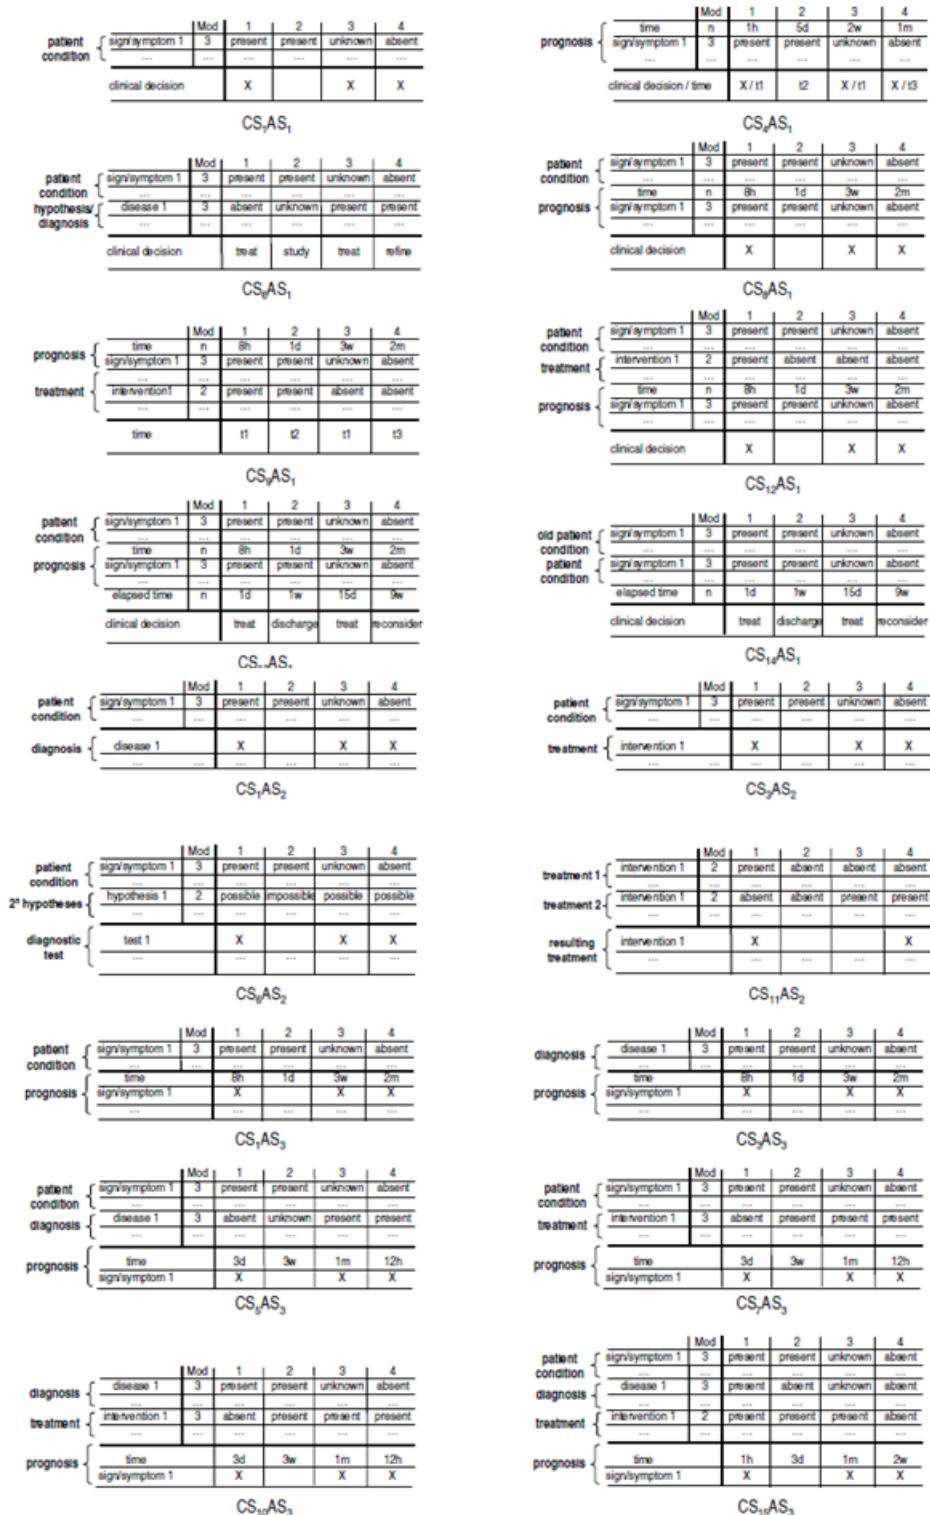 Mod 1 2 3 4
patient condition sign/symptom 1 3 present present unknown absent
.... .... .... .... .... ....
clinical decision X X X
CS₁AS₁
Mod 1 2 3 4
prognosis time n 1h 5d 2w 1m
sign/symptom 1 3 present present unknown absent
.... .... .... .... .... ....
clinical decision / time X / t1 t2 X / t1 X / t3
CS₄AS₁
Mod 1 2 3 4
patient condition sign/symptom 1 3 present present unknown absent
.... .... .... .... .... ....
hypothesis/ diagnosis disease 1 3 absent unknown present present
.... .... .... .... .... ....
clinical decision treat study treat refine
CS₆AS₁
Mod 1 2 3 4
patient condition sign/symptom 1 3 present present unknown absent
.... .... .... .... .... ....
prognosis time n 8h 1d 3w 2m
sign/symptom 1 3 present present unknown absent
.... .... .... .... .... ....
clinical decision X X X
CS₈AS₁
Mod 1 2 3 4
prognosis time n 8h 1d 3w 2m
sign/symptom 1 3 present present unknown absent
.... .... .... .... .... ....
treatment intervention1 2 present present absent absent
.... .... .... .... .... ....
time t1 t2 t1 t3
CS₉AS₁
Mod 1 2 3 4
patient condition sign/symptom 1 3 present present unknown absent
.... .... .... .... .... ....
treatment intervention 1 2 present absent absent absent
.... .... .... .... .... ....
prognosis time n 8h 1d 3w 2m
sign/symptom 1 3 present present unknown absent
.... .... .... .... .... ....
clinical decision X X X
CS₁₂AS₁
Mod 1 2 3 4
patient condition sign/symptom 1 3 present present unknown absent
.... .... .... .... .... ....
prognosis time n 8h 1d 3w 2m
sign/symptom 1 3 present present unknown absent
.... .... .... .... .... ....
elapsed time n 1d 1w 15d 9w
clinical decision treat discharge treat reconsider
Mod 1 2 3 4
old patient condition sign/symptom 1 3 present present unknown absent
.... .... .... .... .... ....
patient condition sign/symptom 1 3 present present unknown absent
.... .... .... .... .... ....
elapsed time n 1d 1w 15d 9w
clinical decision treat discharge treat reconsider
CS₁₄AS₁
Mod 1 2 3 4
patient condition sign/symptom 1 3 present present unknown absent
.... .... .... .... .... ....
diagnosis disease 1 X X X
.... .... .... .... .... ....
CS₁AS₂
Mod 1 2 3 4
patient condition sign/symptom 1 3 present present unknown absent
.... .... .... .... .... ....
treatment intervention 1 X X X
.... .... .... .... .... ....
CS₃AS₂
Mod 1 2 3 4
patient condition sign/symptom 1 3 present present unknown absent
.... .... .... .... .... ....
hypotheses hypothesis 1 2 possible impossible possible possible
.... .... .... .... .... ....
diagnostic test test 1 X X X
.... .... .... .... ....
CS₆AS₂
Mod 1 2 3 4
treatment 1 intervention 1 2 present absent absent absent
.... .... .... .... .... ....
treatment 2 intervention 1 2 absent absent present present
.... .... .... .... .... ....
resulting treatment intervention 1 X X
.... .... .... .... ....
CS₁₁AS₂
Mod 1 2 3 4
patient condition sign/symptom 1 3 present present unknown absent
.... .... .... .... .... ....
prognosis time 8h 1d 3w 2m
sign/symptom 1 X X X
.... .... .... .... ....
CS₁AS₃
Mod 1 2 3 4
diagnosis disease 1 3 present present unknown absent
.... .... .... .... .... ....
prognosis time 8h 1d 3w 2m
sign/symptom 1 X X X
.... .... .... .... ....
CS₃AS₃
Mod 1 2 3 4
patient condition sign/symptom 1 3 present present unknown absent
.... .... .... .... .... ....
diagnosis disease 1 3 absent unknown present present
.... .... .... .... .... ....
prognosis time 3d 3w 1m 12h
sign/symptom 1 X X X
CS₅AS₃
Mod 1 2 3 4
patient condition sign/symptom 1 3 present present unknown absent
.... .... .... .... .... ....
treatment intervention 1 3 absent present present present
.... .... .... .... .... ....
prognosis time 3d 3w 1m 12h
sign/symptom 1 X X X
CS₇AS₃
Mod 1 2 3 4
diagnosis disease 1 3 present present unknown absent
.... .... .... .... .... ....
treatment intervention 1 3 absent present present present
.... .... .... .... .... ....
prognosis time 3d 3w 1m 12h
sign/symptom 1 X X X
CS₁₀AS₃
Mod 1 2 3 4
patient condition sign/symptom 1 3 present present unknown absent
.... .... .... .... .... ....
diagnosis disease 1 3 present absent unknown absent
.... .... .... .... .... ....
treatment intervention 1 2 present present present absent
.... .... .... .... .... ....
prognosis time 1h 3d 1m 2w
sign/symptom 1 X X X
CS₁₅AS₃